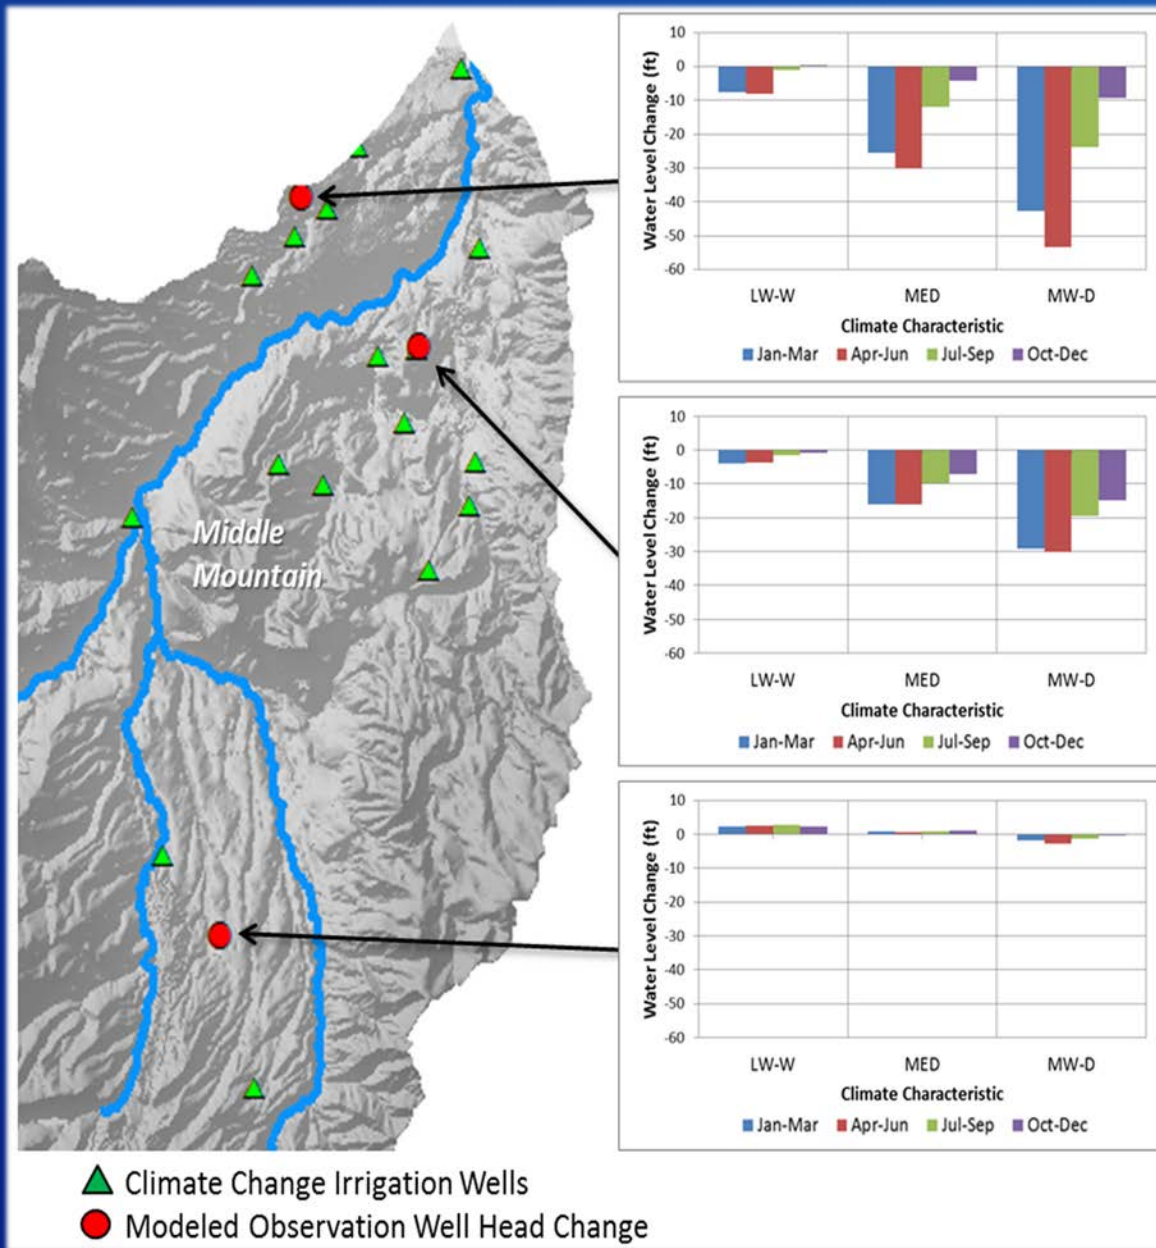 Middle
Mountain
Climate Change Irrigation Wells
Modeled Observation Well Head Change
Water Level Change (ft)
10
0
-10
-20
-30
-40
-50
-60
LW-W MED MW-D
Climate Characteristic
Jan-Mar Apr-Jun Jul-Sep Oct-Dec
Water Level Change (ft)
10
0
-10
-20
-30
-40
-50
-60
LW-W MED MW-D
Climate Characteristic
Jan-Mar Apr-Jun Jul-Sep Oct-Dec
Water Level Change (ft)
10
0
-10
-20
-30
-40
-50
-60
LW-W MED MW-D
Climate Characteristic
Jan-Mar Apr-Jun Jul-Sep Oct-Dec